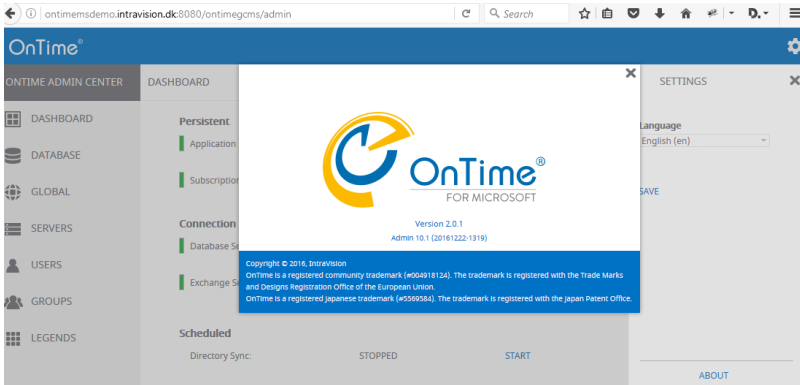 ontimemsdemo.intravision.dk:8080/ontimegcms/admin
Search
OnTime®
ONTIME ADMIN CENTER
DASHBOARD
SETTINGS
DASHBOARD
DATABASE
GLOBAL
SERVERS
USERS
GROUPS
LEGENDS
Persistent
Application
Subscription
Connection
Database Se
Exchange Se
Scheduled
Directory Sync: STOPPED START
OnTime®
FOR MICROSOFT
Version 2.0.1
Admin 10.1 (20161222-1319)
Copyright © 2016, IntraVision
OnTime is a registered community trademark (#004918124). The trademark is registered with the Trade Marks
and Designs Registration Office of the European Union.
OnTime is a registered Japanese trademark (#5569584). The trademark is registered with the Japan Patent Office.
Language
English (en)
SAVE
ABOUT